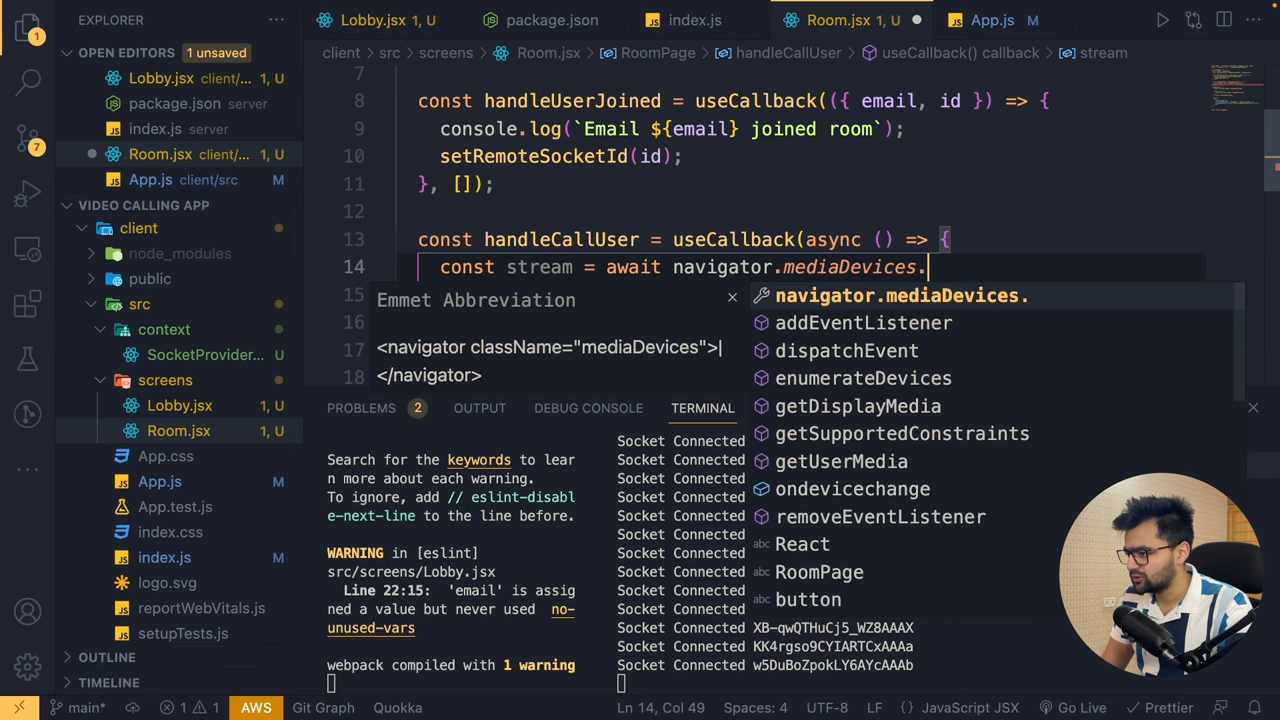 1
EXPLORER
Lobby.jsx 1, U
package.json
index.js
Room.jsx 1, U
App.js M
OPEN EDITORS 1 unsaved
Lobby.jsx client/... 1, U
package.json server
index.js server
Room.jsx client/... 1, U
App.js client/src M
7
VIDEO CALLING APP
client
node_modules
public
src
context
SocketProvider... U
screens
Lobby.jsx 1, U
Room.jsx 1, U
App.css
App.js M
App.test.js
index.css
index.js M
logo.svg
reportWebVitals.js
setupTests.js
OUTLINE
TIMELINE
client > src > screens > Room.jsx > RoomPage > handleCallUser > useCallback() callback > stream
7
8 const handleUserJoined = useCallback(({ email, id }) => {
9 console.log(`Email ${email} joined room`);
10 setRemoteSocketId(id);
11 }, []);
12
13 const handleCallUser = useCallback(async () => {
14 const stream = await navigator.mediaDevices.
15
16
17
18
Emmet Abbreviation
<navigator className="mediaDevices">|
</navigator>
navigator.mediaDevices.
addEventListener
dispatchEvent
enumerateDevices
getDisplayMedia
getSupportedConstraints
getUserMedia
ondevicechange
removeEventListener
abc React
abc RoomPage
abc button
PROBLEMS 2 OUTPUT DEBUG CONSOLE TERMINAL
Search for the keywords to lear
n more about each warning.
To ignore, add // eslint-disabl
e-next-line to the line before.
WARNING in [eslint]
src/screens/Lobby.jsx
Line 22:15: 'email' is assig
ned a value but never used no-
unused-vars
webpack compiled with 1 warning
Socket Connected
Socket Connected
Socket Connected
Socket Connected
Socket Connected
Socket Connected
Socket Connected
Socket Connected
Socket Connected
Socket Connected
Socket Connected XB-qwQTHuCj5_WZ8AAAX
Socket Connected KK4rgso9CYIARTCxAAAa
Socket Connected w5DuBoZpokLY6AYcAAAb
main* 1 1 AWS Git Graph Quokka Ln 14, Col 49 Spaces: 4 UTF-8 LF {} JavaScript JSX Go Live Prettier